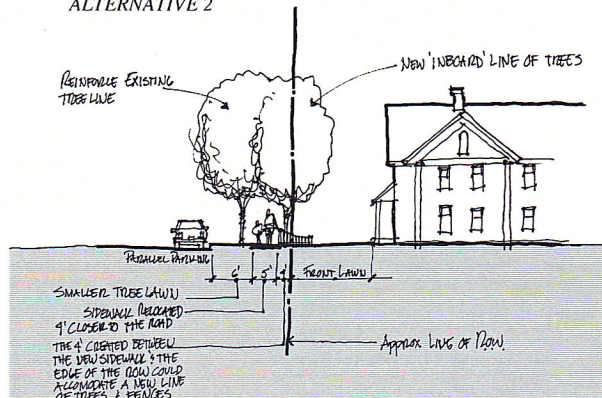 ALTERNATIVE 2
NEW 'INBOARD' LINE OF TREES
REINFORCE EXISTING
TREE LINE
PARALLEL PARKING
6'
5'
4'
FRONT LAWN
SMALLER TREE LAWN
SIDEWALK RELOCATED
4' CLOSER TO THE ROAD
THE 4' CREATED BETWEEN
THE NEW SIDEWALK & THE
EDGE OF THE ROW COULD
ACCOMODATE A NEW LINE
OF TREES & FENCES
APPROX LINE OF ROW